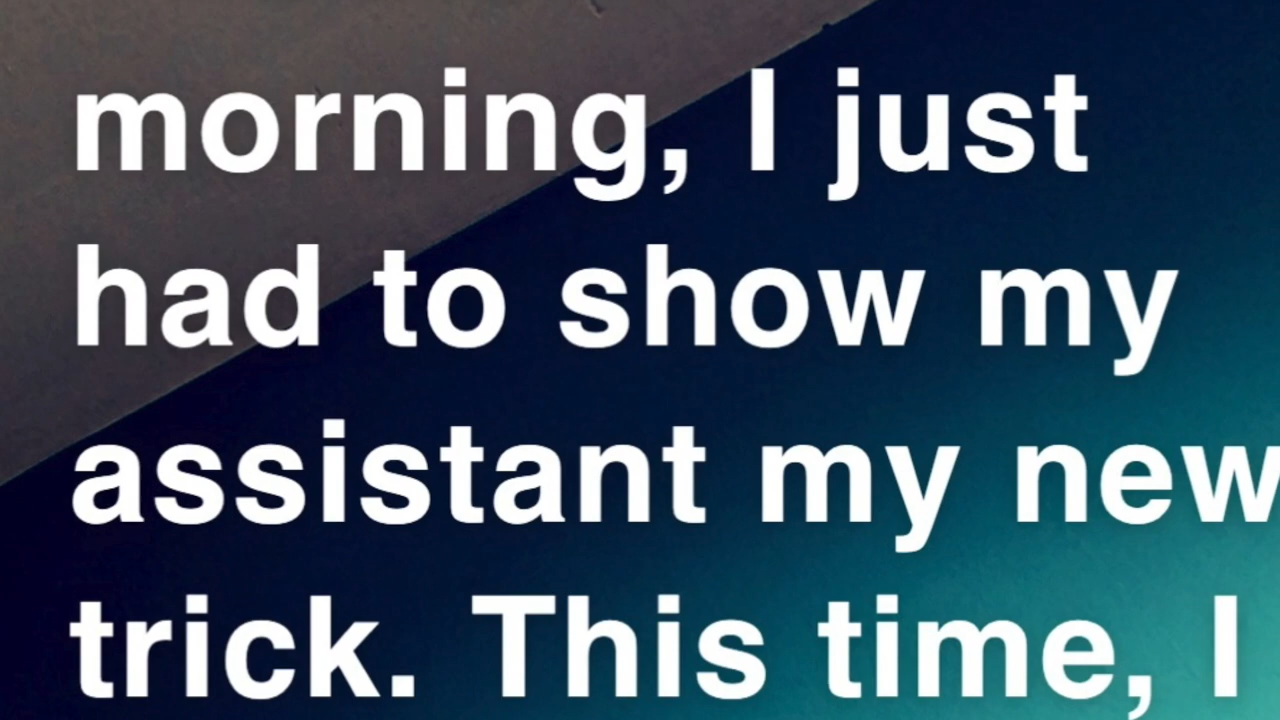 morning, I just
had to show my
assistant my new
trick. This time, I